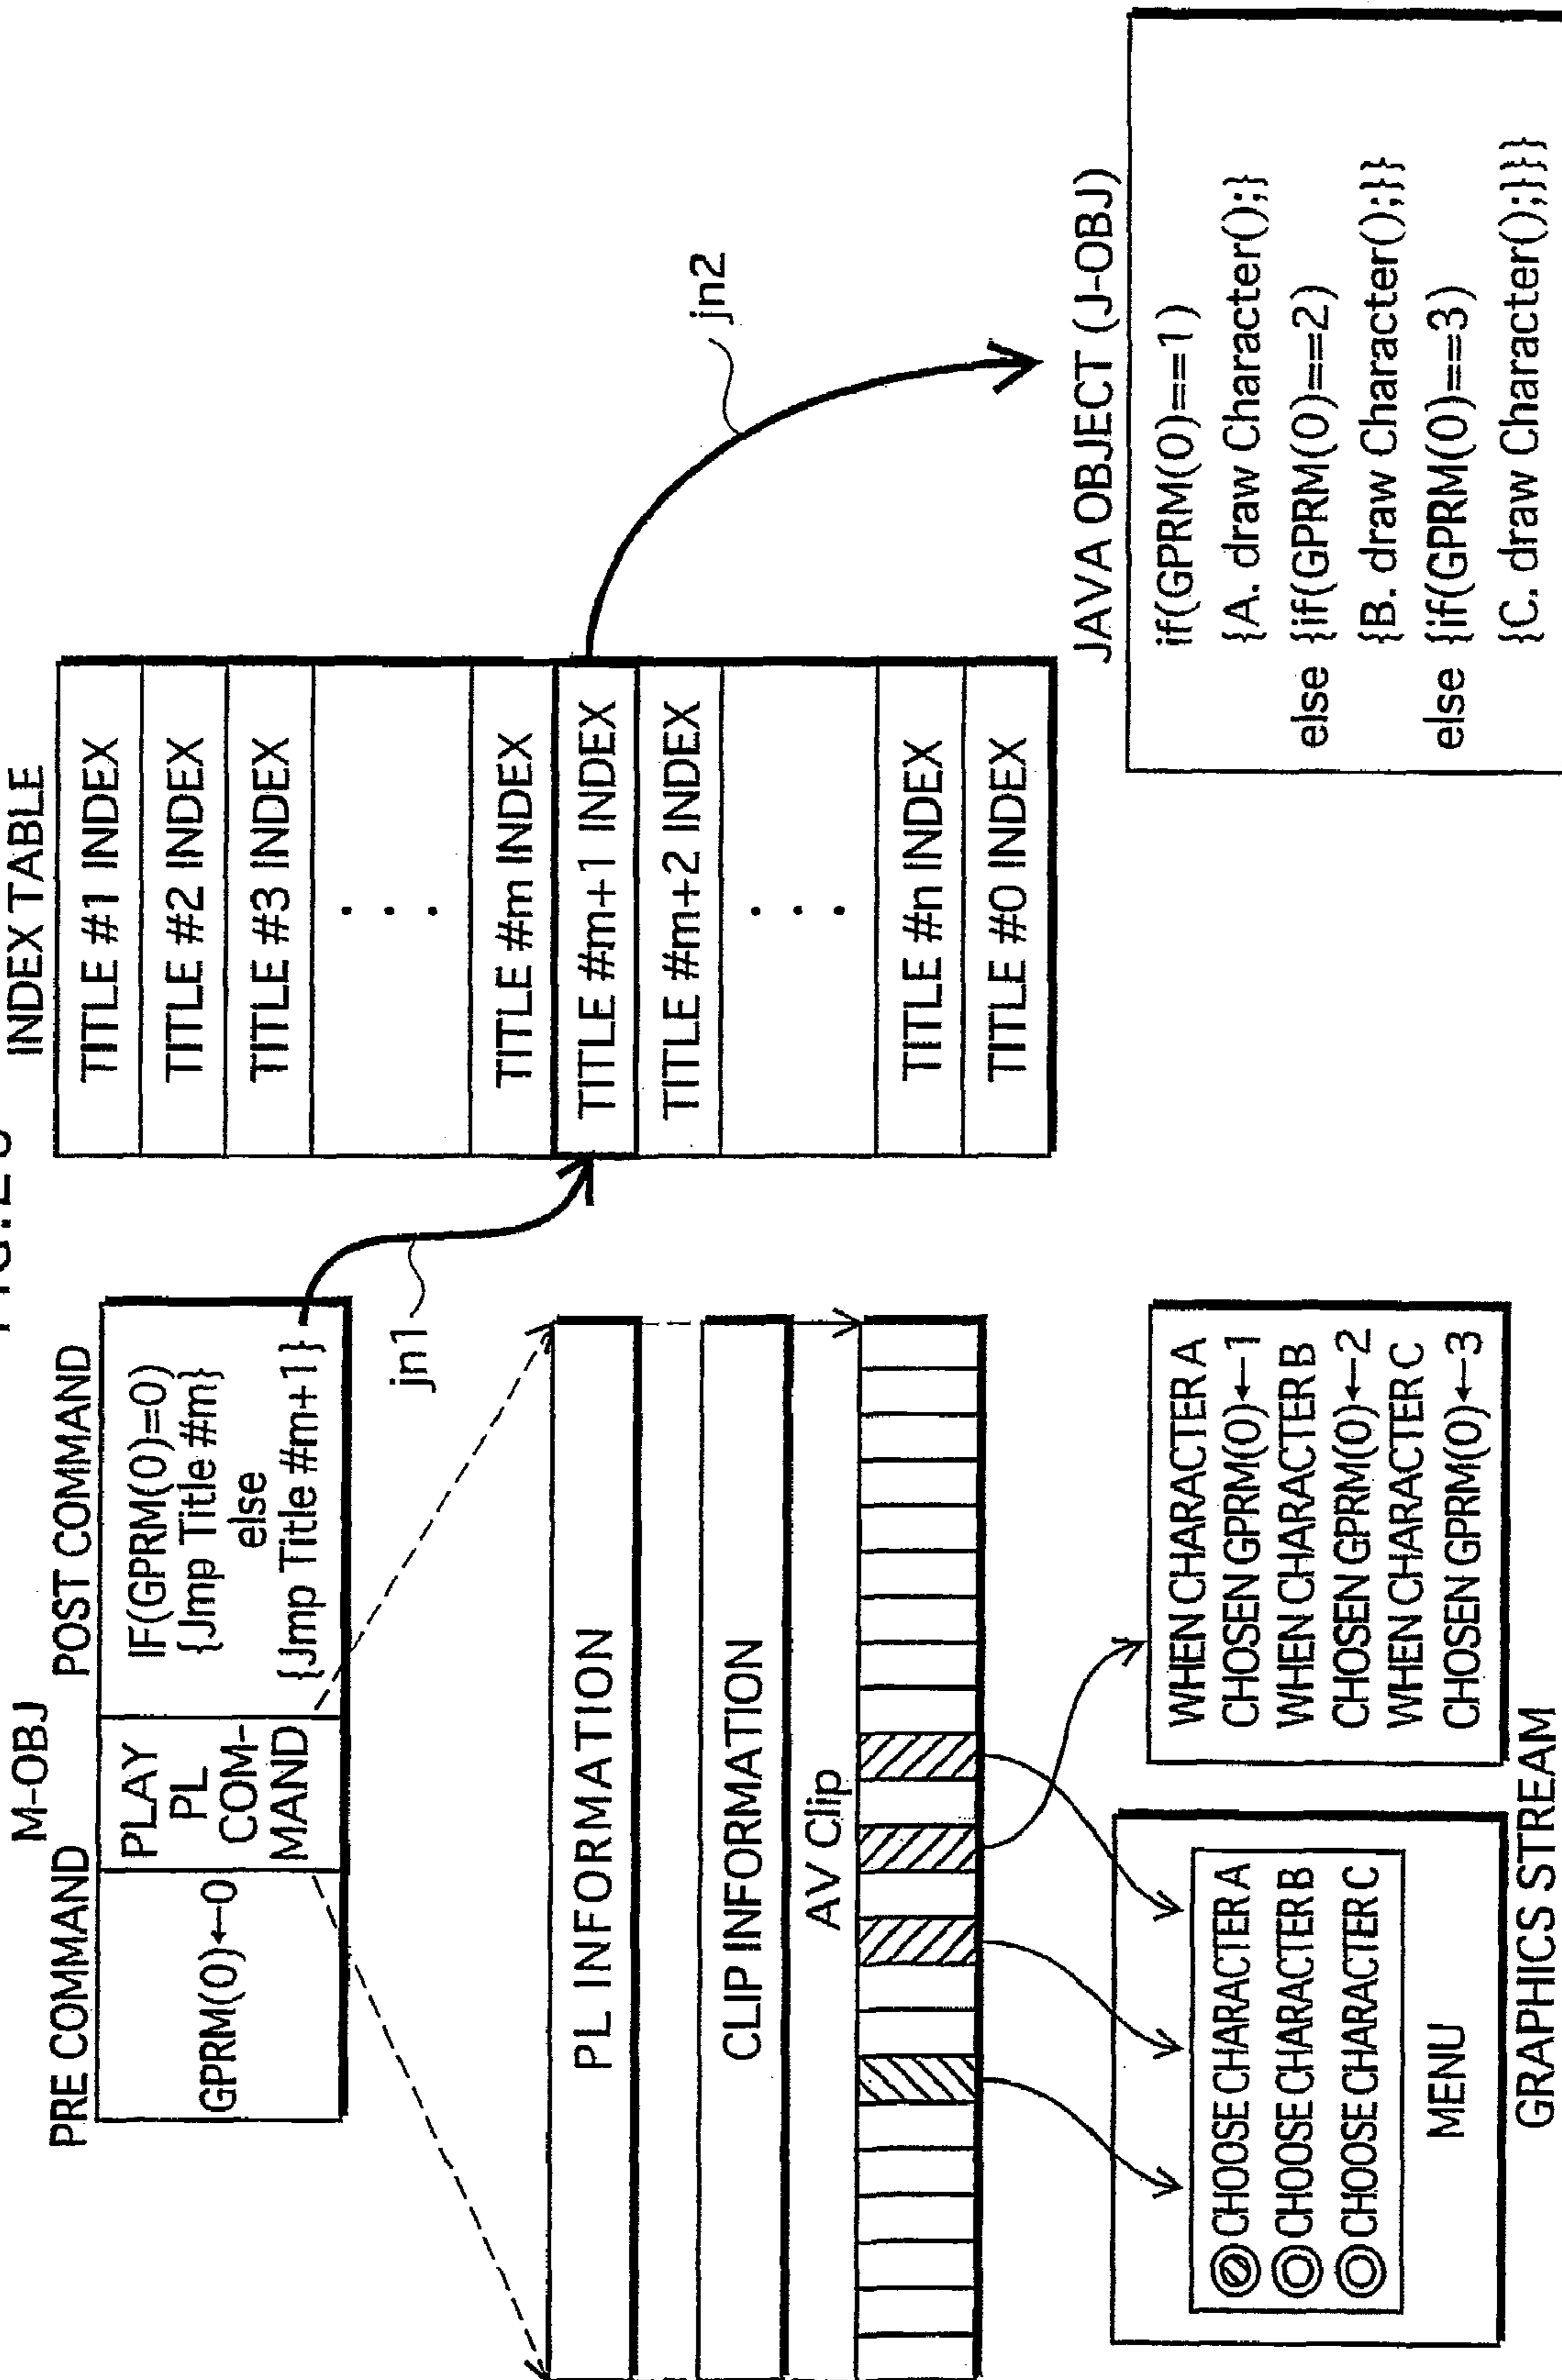 INDEX TABLE
TITLE #1 INDEX
TITLE #2 INDEX
TITLE #3 INDEX
. . .
TITLE #m INDEX
TITLE #m+1 INDEX
TITLE #m+2 INDEX
. . .
TITLE #n INDEX
TITLE #0 INDEX
M-OBJ
PRE COMMAND
POST COMMAND
GPRM(0)←0
PLAY
PL
COM-
MAND
IF(GPRM(0)=0)
{Jmp Title #m}
else
{Jmp Title #m+1}
jn1
jn2
PL INFORMATION
CLIP INFORMATION
AV Clip
CHOOSE CHARACTER A
CHOOSE CHARACTER B
CHOOSE CHARACTER C
MENU
GRAPHICS STREAM
WHEN CHARACTER A
CHOSEN GPRM(0)←1
WHEN CHARACTER B
CHOSEN GPRM(0)←2
WHEN CHARACTER C
CHOSEN GPRM(0)←3
JAVA OBJECT (J-OBJ)
if(GPRM(0)==1)
{A. draw Character();}
else {if(GPRM(0)==2)
{B. draw Character();}}
else {if(GPRM(0)==3)
{C. draw Character();}}}